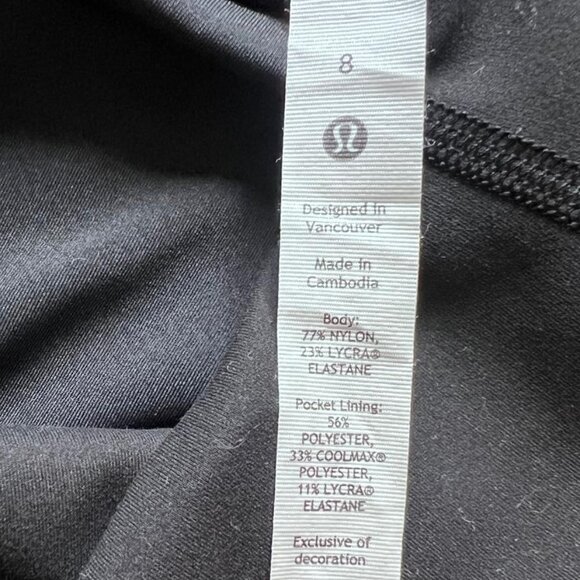 8
Designed in
Vancouver
Made in
Cambodia
Body:
77% NYLON,
23% LYCRA®
ELASTANE
Pocket Lining:
56%
POLYESTER,
33% COOLMAX®
POLYESTER,
11% LYCRA®
ELASTANE
Exclusive of
decoration